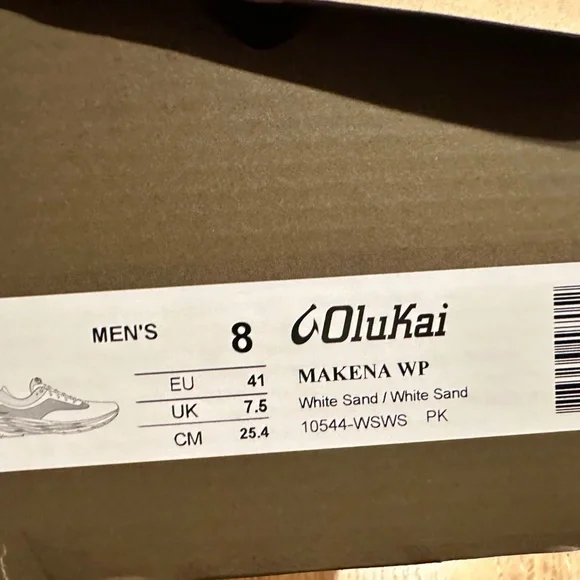 MEN'S 8
EU 41
UK 7.5
CM 25.4
OluKai
MAKENA WP
White Sand / White Sand
10544-WSWS PK